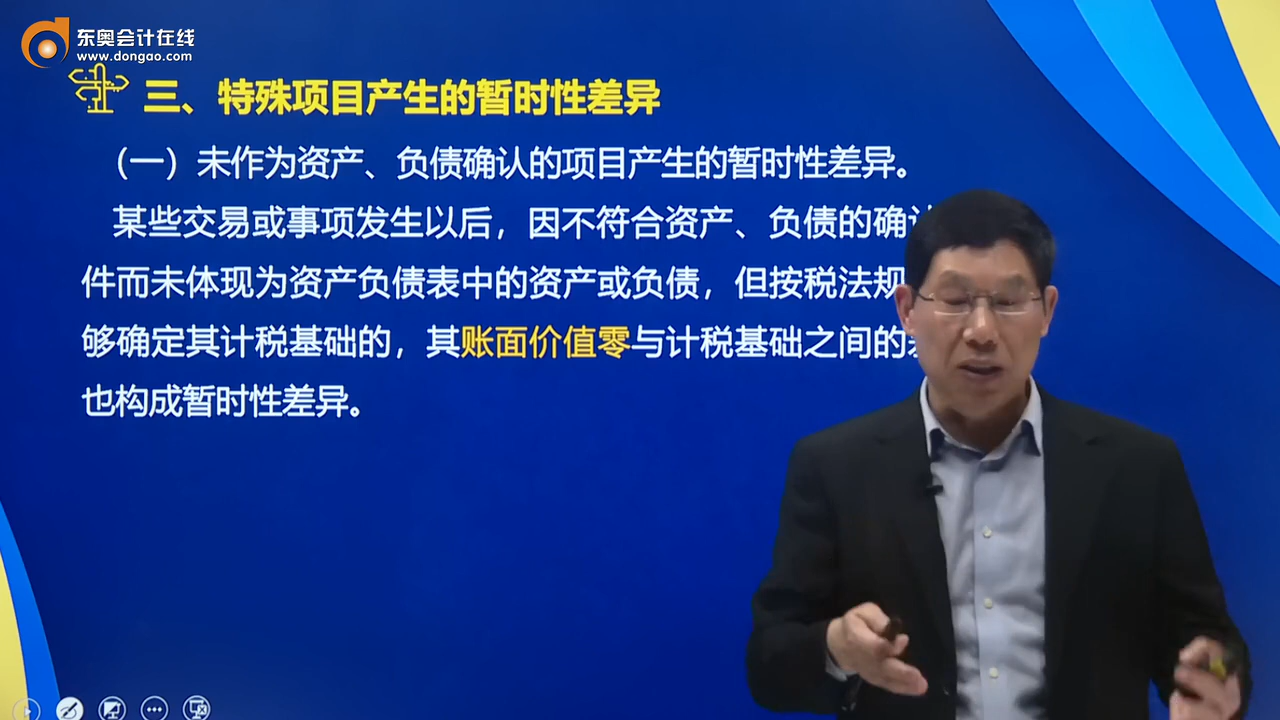 东奥会计在线
www.dongao.com
三、特殊项目产生的暂时性差异
（一）未作为资产、负债确认的项目产生的暂时性差异。
某些交易或事项发生以后，因不符合资产、负债的确
件而未体现为资产负债表中的资产或负债，但按税法规
够确定其计税基础的，其账面价值零与计税基础之间的
也构成暂时性差异。